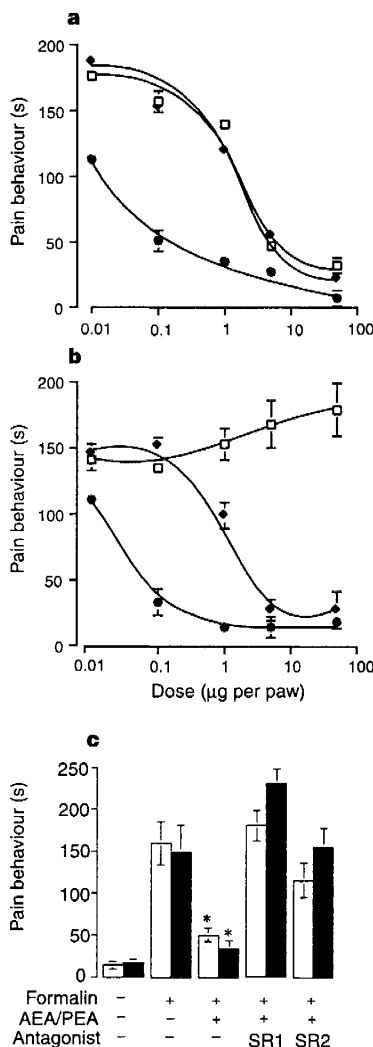 a
Pain behaviour (s)
200
150
100
50
0
0.01 0.1 1 10 100
b
Pain behaviour (s)
200
150
100
50
0
0.01 0.1 1 10 100
Dose (µg per paw)
c
Pain behaviour (s)
250
200
150
100
50
0
* *
Formalin – + + + +
AEA/PEA – – + + +
Antagonist – – – SR1 SR2